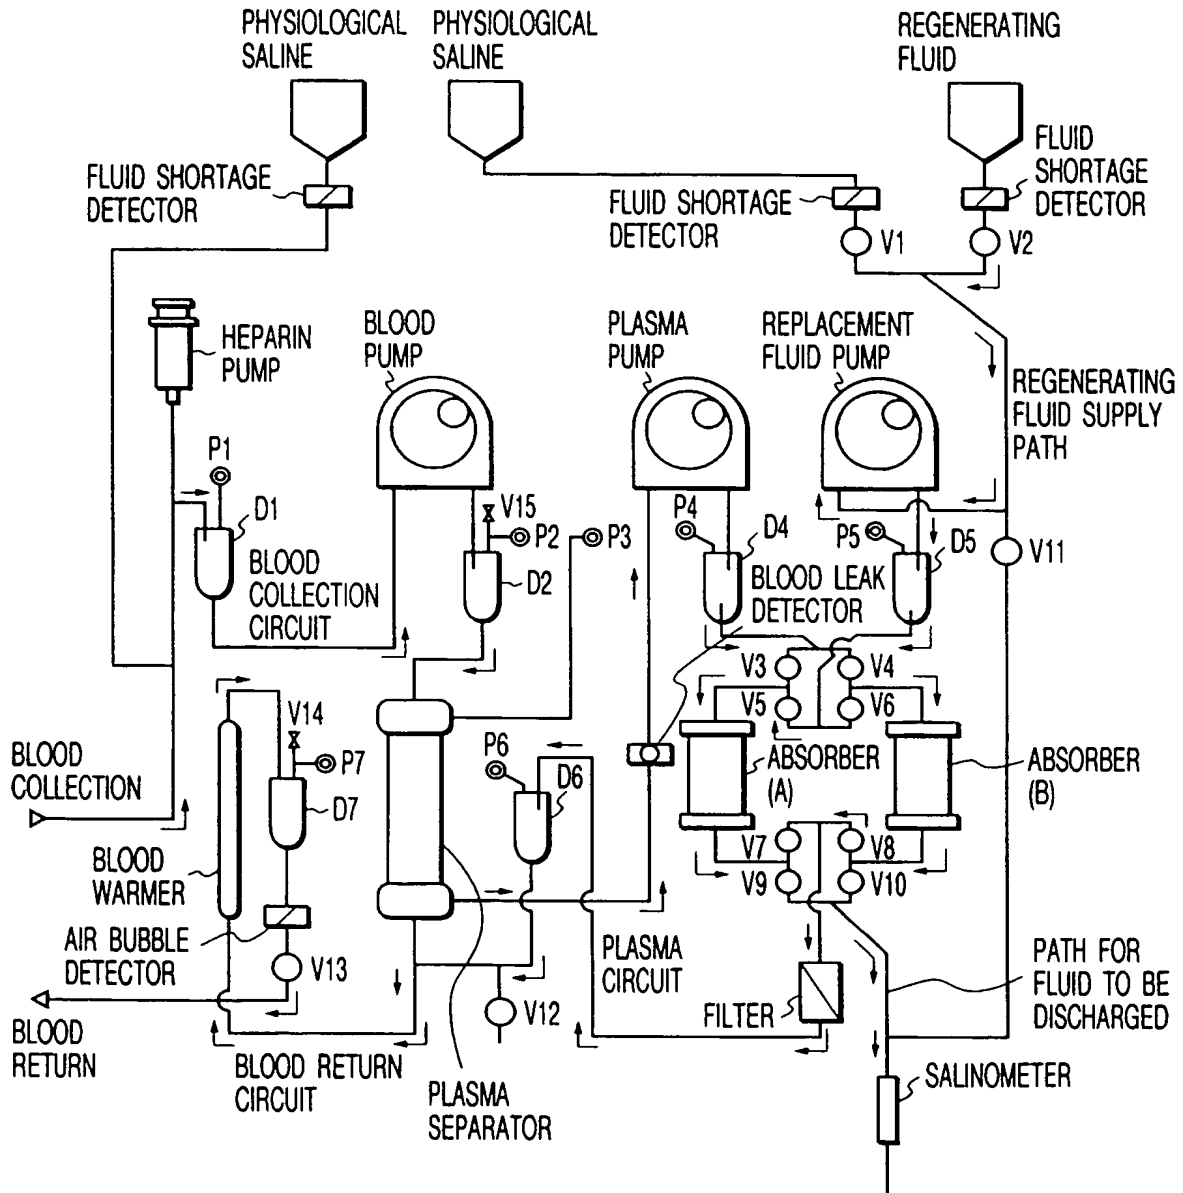 PHYSIOLOGICAL
SALINE
PHYSIOLOGICAL
SALINE
REGENERATING
FLUID
FLUID SHORTAGE
DETECTOR
FLUID SHORTAGE
DETECTOR
FLUID
SHORTAGE
DETECTOR
V1
V2
HEPARIN
PUMP
BLOOD
PUMP
PLASMA
PUMP
REPLACEMENT
FLUID PUMP
REGENERATING
FLUID SUPPLY
PATH
P1
D1
V15
P2
P3
D2
P4
D4
P5
D5
V11
BLOOD
COLLECTION
CIRCUIT
BLOOD LEAK
DETECTOR
V3
V4
V5
V6
V14
P7
D7
P6
D6
ABSORBER
(A)
ABSORBER
(B)
BLOOD
COLLECTION
BLOOD
WARMER
V7
V8
V9
V10
AIR BUBBLE
DETECTOR
V13
V12
PLASMA
CIRCUIT
FILTER
PATH FOR
FLUID TO BE
DISCHARGED
BLOOD
RETURN
BLOOD RETURN
CIRCUIT
PLASMA
SEPARATOR
SALINOMETER